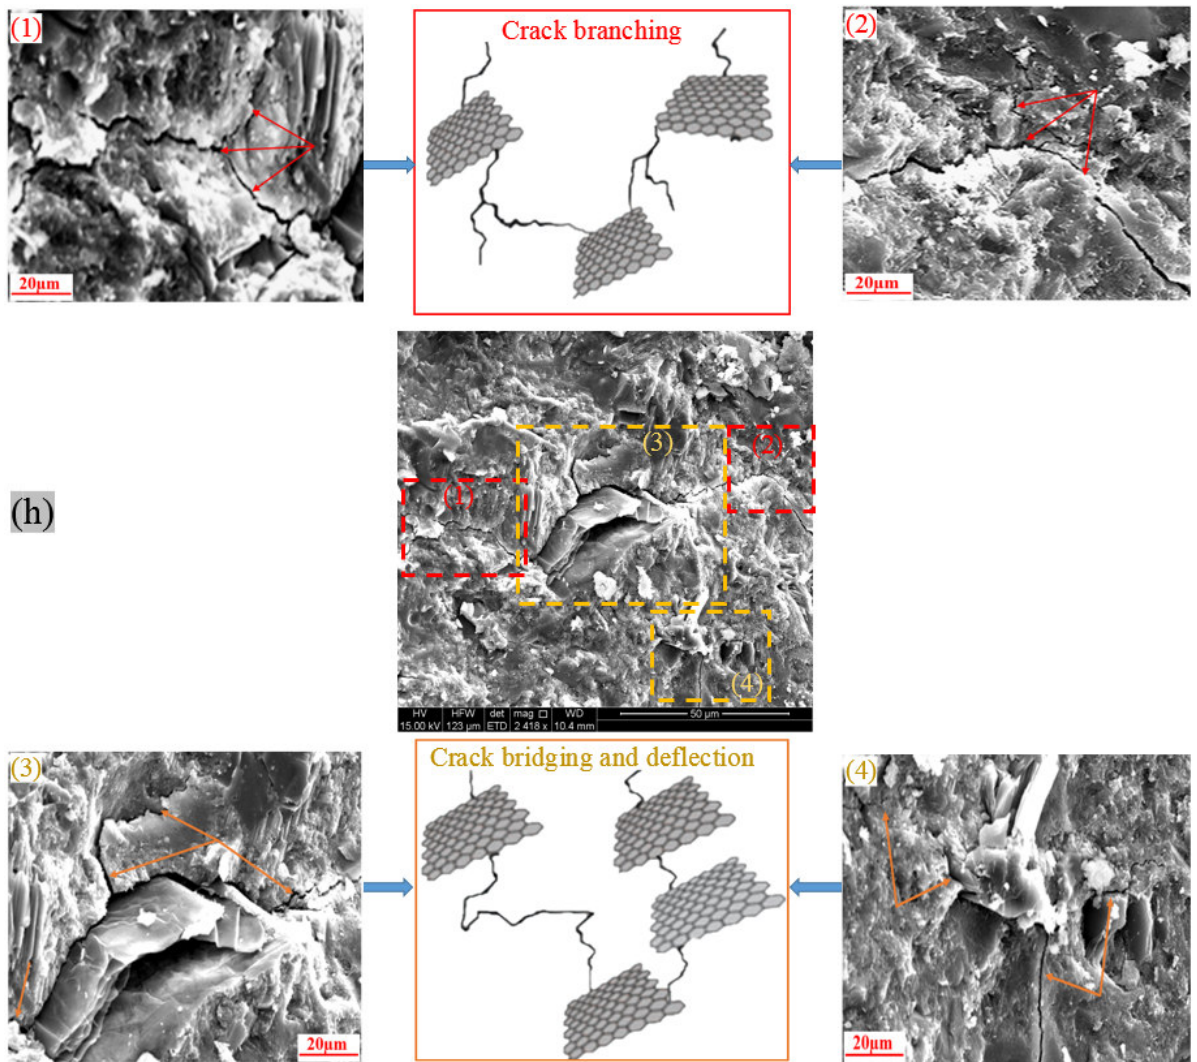 (1)
Crack branching
(2)
20μm
20μm
(3)
(2)
(1)
(h)
(4)
HV HFW det mag WD 50 μm
15.00 kV 123 μm ETD 2 418 x 10.4 mm
(3)
Crack bridging and deflection
(4)
20μm
20μm